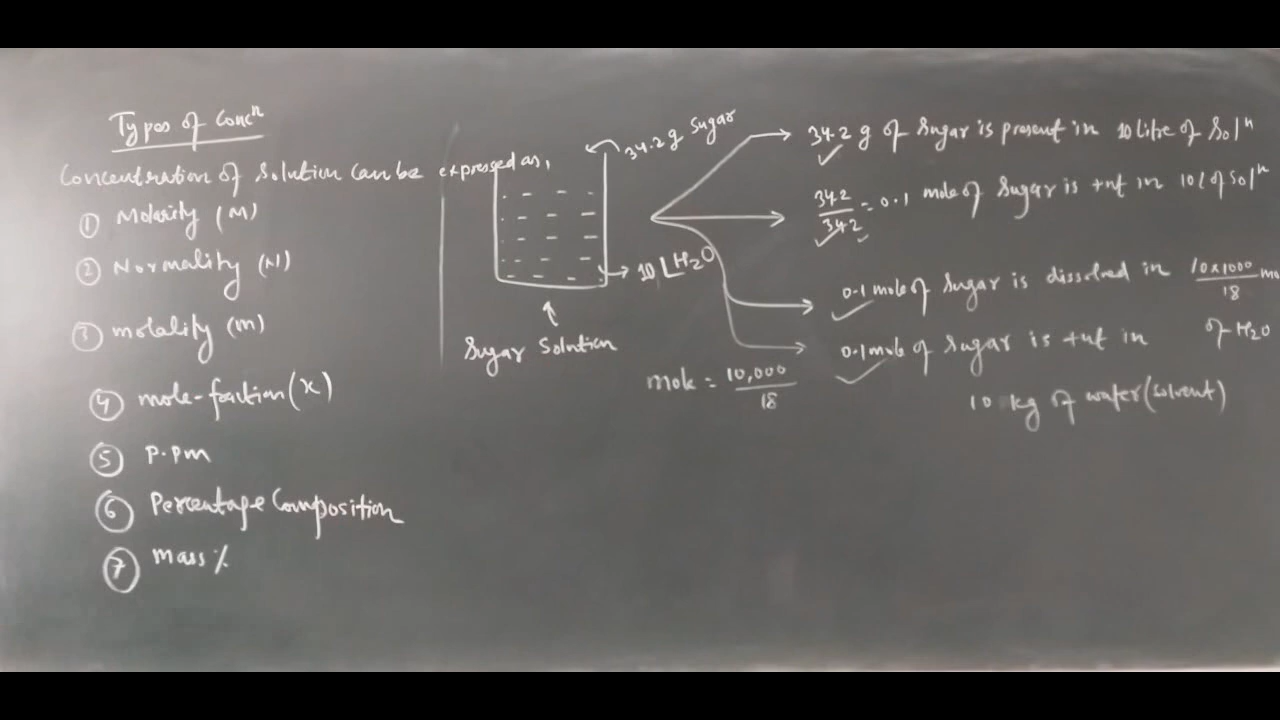 Types of Concⁿ
Concentration of Solution can be expressed as,
① Molarity (M)
② Normality (N)
③ molality (m)
④ mole-fraction (x)
⑤ P.Pm
⑥ Percentage Composition
⑦ Mass %
34.2 g Sugar
10 L H₂O
Sugar Solution
34.2 g of Sugar is present in 10 litre of Solⁿ
34.2/342 = 0.1 mole of Sugar is +nt in 10 l of Solⁿ
0.1 mole of Sugar is dissolved in 10x1000/18 mo
of H₂O
0.1 mole of Sugar is +nt in
10 kg of water (solvent)
mole = 10,000/18